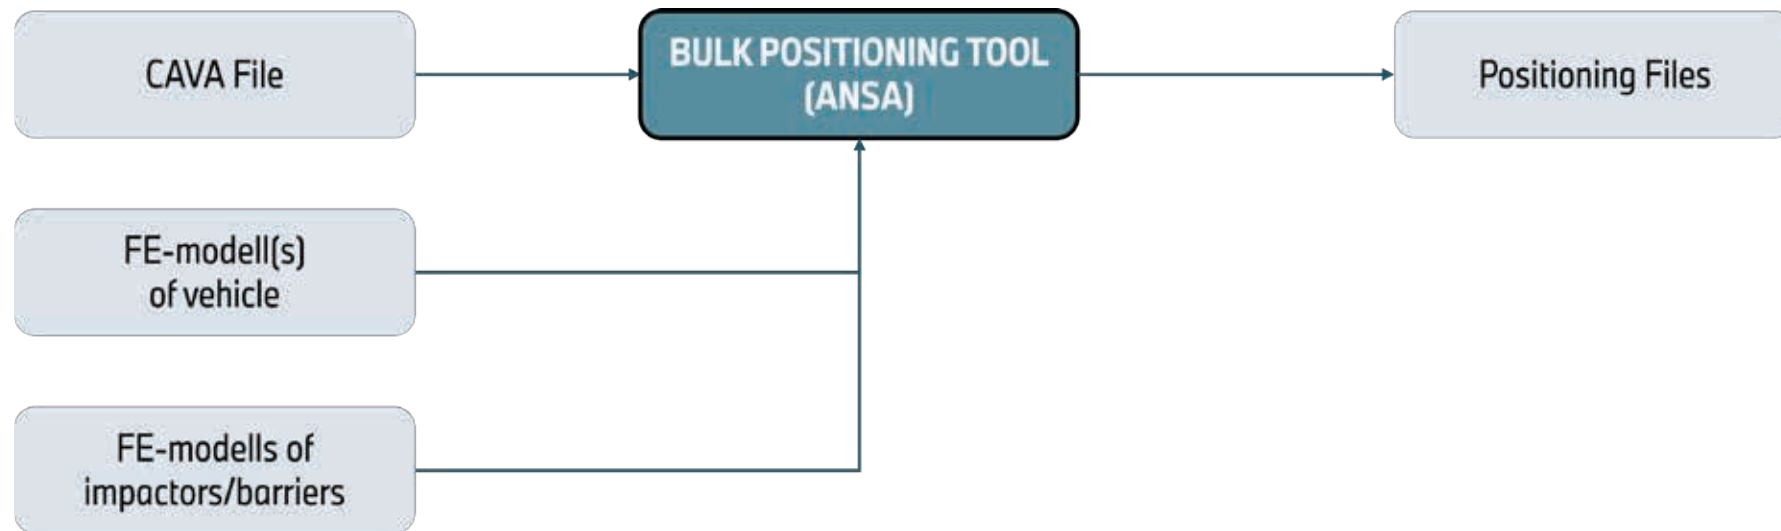 CAVA File
BULK POSITIONING TOOL
(ANSA)
Positioning Files
FE-modell(s)
of vehicle
FE-modells of
impactors/barriers